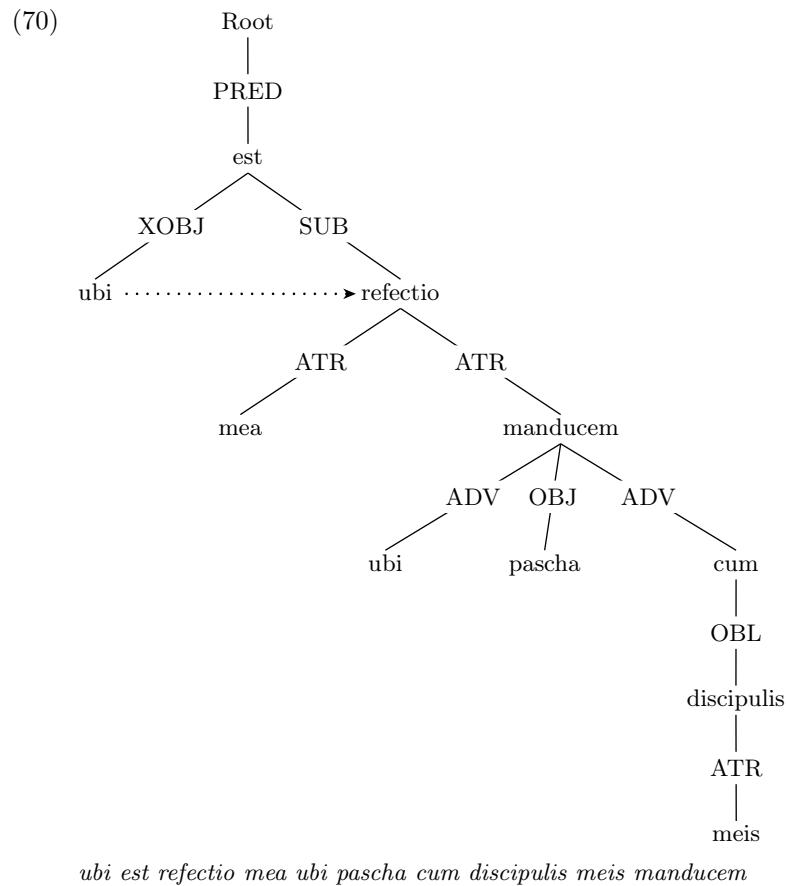 (70) Root
PRED
est
XOBJ SUB
ubi refectio
ATR ATR
mea manducem
ADV OBJ ADV
ubi pascha cum
OBL
discipulis
ATR
meis
ubi est refectio mea ubi pascha cum discipulis meis manducem